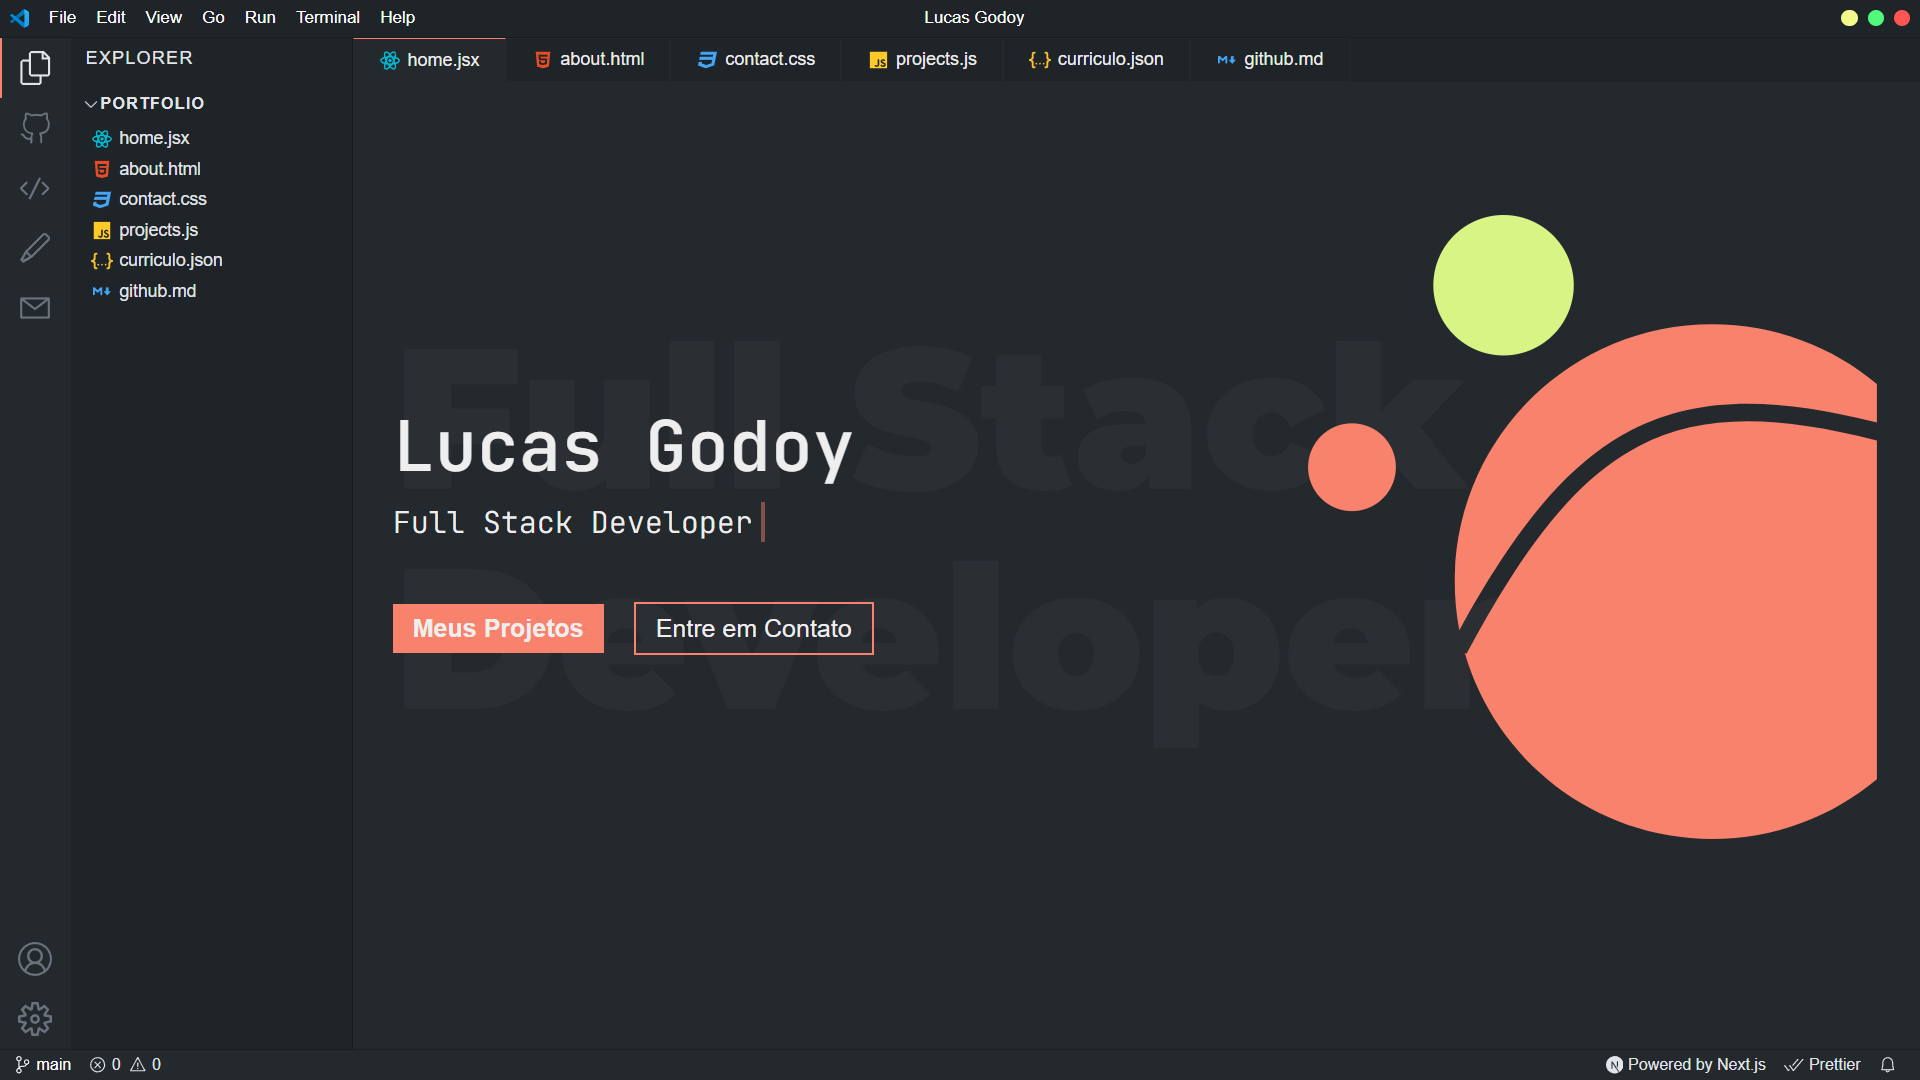 File Edit View Go Run Terminal Help
Lucas Godoy
EXPLORER
PORTFOLIO
home.jsx
about.html
contact.css
projects.js
curriculo.json
github.md
home.jsx
about.html
contact.css
projects.js
curriculo.json
github.md
Full Stack
Developer
Lucas Godoy
Full Stack Developer
Meus Projetos
Entre em Contato
main
0
0
Powered by Next.js
Prettier